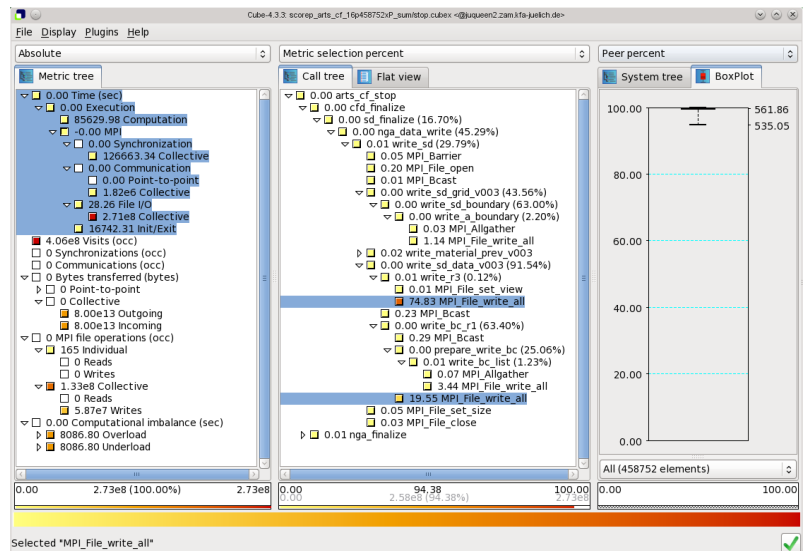 Cube-4.3.3: scorep_arts_cf_16p458752xP_sum/stop.cubex <@juqueen2.zam.kfa-juelich.de>
File Display Plugins Help
Absolute
Metric tree
0.00 Time (sec)
0.00 Execution
85629.98 Computation
-0.00 MPI
0.00 Synchronization
126663.34 Collective
0.00 Communication
0.00 Point-to-point
1.82e6 Collective
28.26 File I/O
2.71e8 Collective
16742.31 Init/Exit
4.06e8 Visits (occ)
0 Synchronizations (occ)
0 Communications (occ)
0 Bytes transferred (bytes)
0 Point-to-point
0 Collective
8.00e13 Outgoing
8.00e13 Incoming
0 MPI file operations (occ)
165 Individual
0 Reads
0 Writes
1.33e8 Collective
0 Reads
5.87e7 Writes
0.00 Computational imbalance (sec)
8086.80 Overload
8086.80 Underload
0.00 2.73e8 (100.00%) 2.73e8
Metric selection percent
Call tree Flat view
0.00 arts_cf_stop
0.00 cfd_finalize
0.00 sd_finalize (16.70%)
0.00 nga_data_write (45.29%)
0.01 write_sd (29.79%)
0.05 MPI_Barrier
0.20 MPI_File_open
0.01 MPI_Bcast
0.00 write_sd_grid_v003 (43.56%)
0.00 write_sd_boundary (63.00%)
0.00 write_a_boundary (2.20%)
0.03 MPI_Allgather
1.14 MPI_File_write_all
0.02 write_material_prev_v003
0.00 write_sd_data_v003 (91.54%)
0.01 write_r3 (0.12%)
0.01 MPI_File_set_view
74.83 MPI_File_write_all
0.23 MPI_Bcast
0.00 write_bc_r1 (63.40%)
0.29 MPI_Bcast
0.00 prepare_write_bc (25.06%)
0.01 write_bc_list (1.23%)
0.07 MPI_Allgather
3.44 MPI_File_write_all
19.55 MPI_File_write_all
0.05 MPI_File_set_size
0.03 MPI_File_close
0.01 nga_finalize
0.00 94.38 100.00
0.00 2.58e8 (94.38%) 2.73e8
Peer percent
System tree BoxPlot
100.00
561.86
535.05
80.00
60.00
40.00
20.00
0.00
All (458752 elements)
0.00 100.00
Selected "MPI_File_write_all"